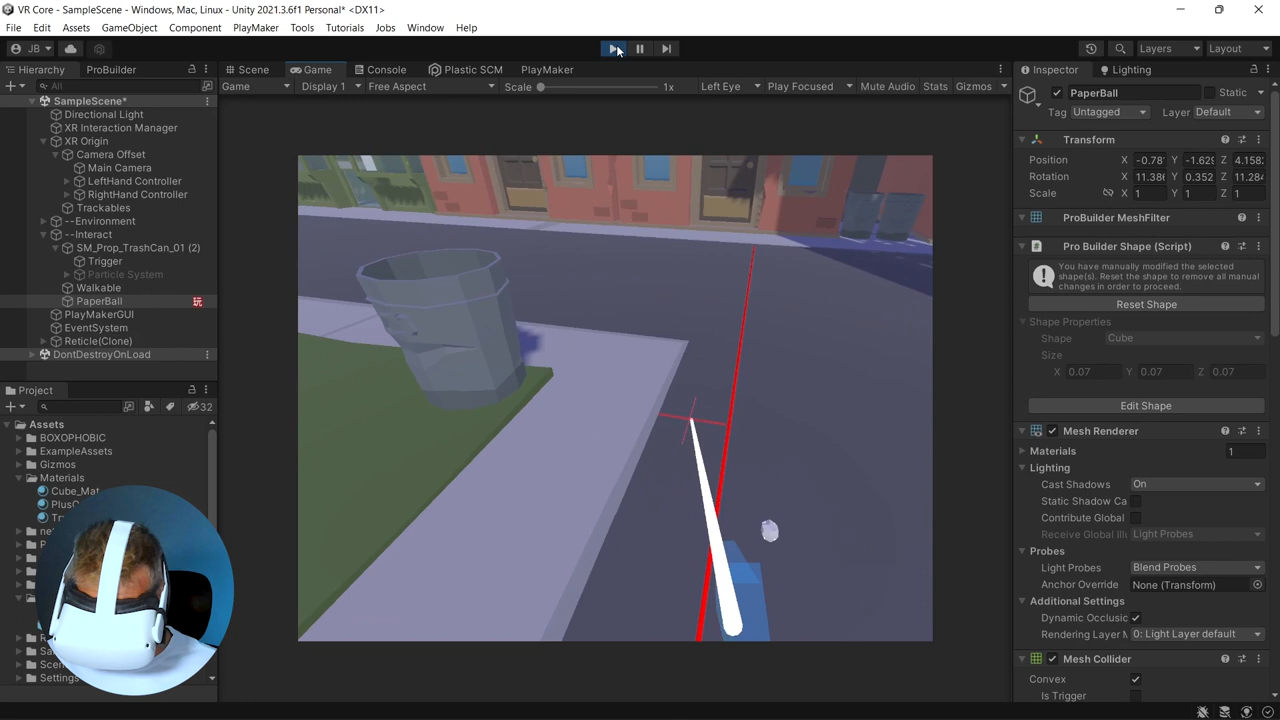 VR Core - SampleScene - Windows, Mac, Linux - Unity 2021.3.6f1 Personal* <DX11>
File Edit Assets GameObject Component PlayMaker Tools Tutorials Jobs Window Help
JB Layers Layout
Hierarchy ProBuilder Scene Game Console Plastic SCM PlayMaker Inspector Lighting
All Game Display 1 Free Aspect Scale 1x Left Eye Play Focused Mute Audio Stats Gizmos
SampleScene*
Directional Light
XR Interaction Manager
XR Origin
Camera Offset
Main Camera
LeftHand Controller
RightHand Controller
Trackables
--Environment
--Interact
SM_Prop_TrashCan_01 (2)
Trigger
Particle System
Walkable
PaperBall
PlayMakerGUI
EventSystem
Reticle(Clone)
DontDestroyOnLoad
Project
32
Assets
BOXOPHOBIC
ExampleAssets
Gizmos
Materials
Cube_Mat
Settings
PaperBall Static
Tag Untagged Layer Default
Transform
Position X -0.78 Y -1.629 Z 4.158
Rotation X 11.386 Y 0.352 Z 11.284
Scale X 1 Y 1 Z 1
ProBuilder MeshFilter
Pro Builder Shape (Script)
You have manually modified the selected
shape(s). Reset the shape to remove all manual
changes in order to proceed.
Reset Shape
Shape Properties
Shape Cube
Size
X 0.07 Y 0.07 Z 0.07
Edit Shape
Mesh Renderer
Materials 1
Lighting
Cast Shadows On
Static Shadow Ca
Contribute Global
Receive Global Illu Light Probes
Probes
Light Probes Blend Probes
Anchor Override None (Transform)
Additional Settings
Dynamic Occlusic
Rendering Layer M 0: Light Layer default
Mesh Collider
Convex
Is Trigger